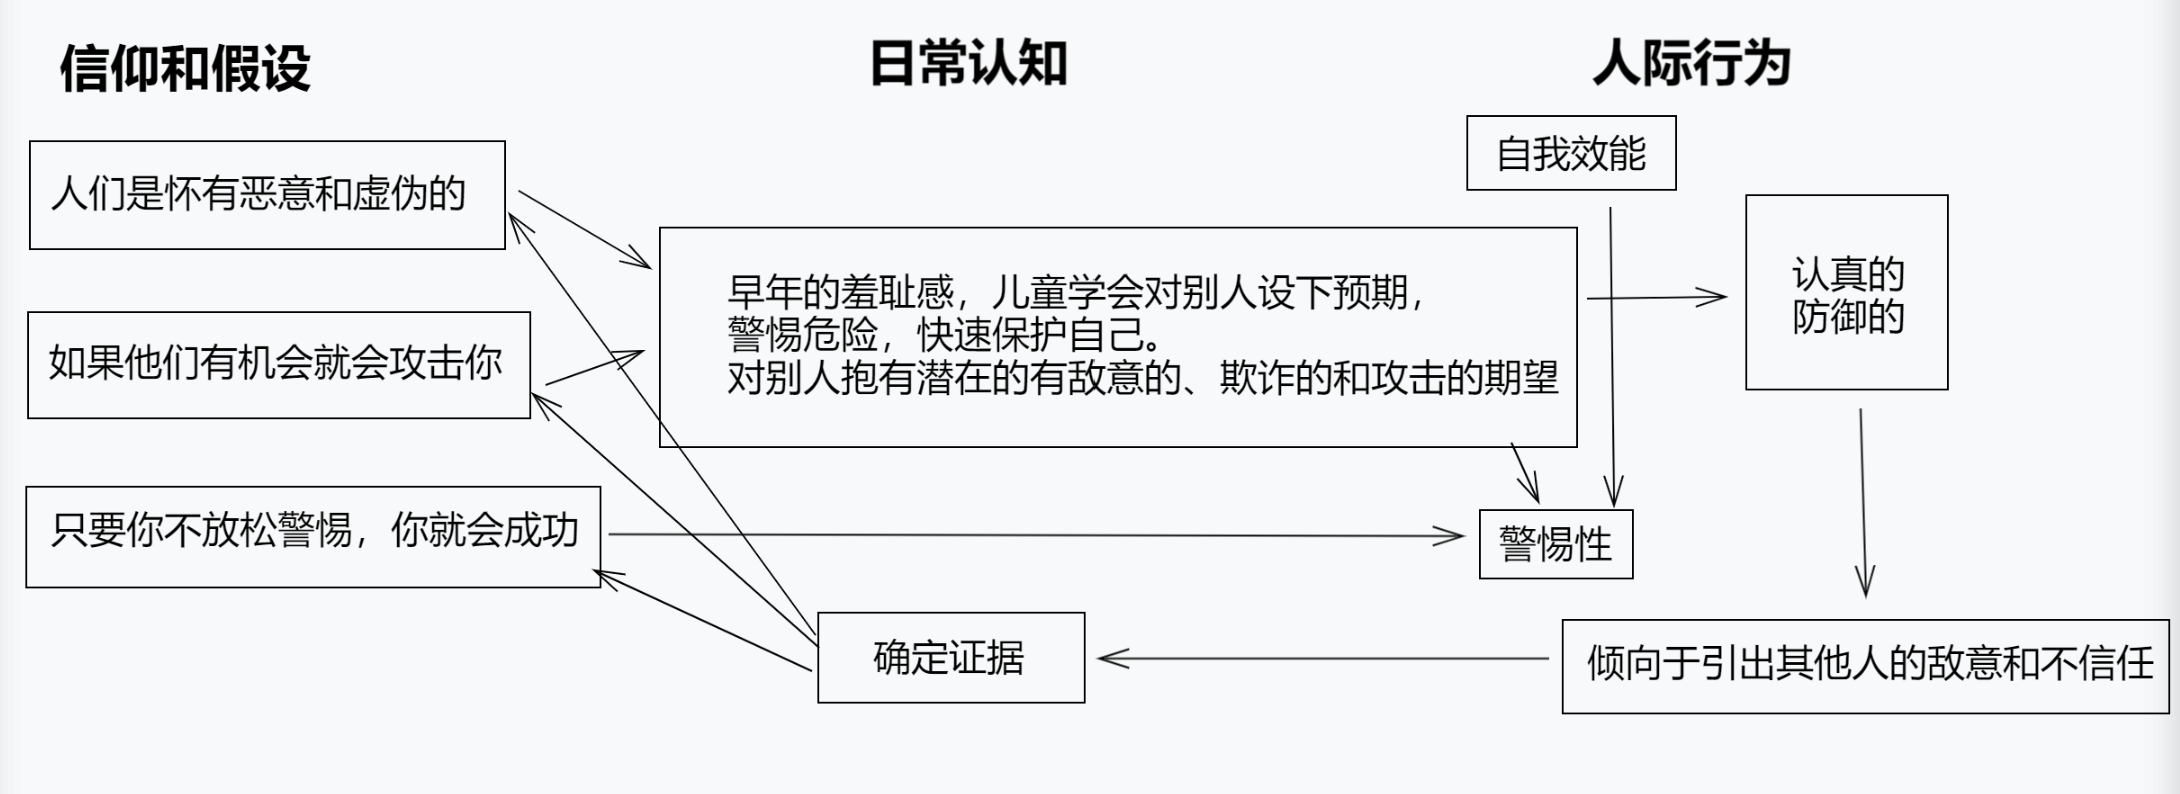 信仰和假设
日常认知
人际行为
自我效能
人们是怀有恶意和虚伪的
认真的
防御的
早年的羞耻感，儿童学会对别人设下预期，
警惕危险，快速保护自己。
对别人抱有潜在的有敌意的、欺诈的和攻击的期望
如果他们有机会就会攻击你
只要你不放松警惕，你就会成功
警惕性
确定证据
倾向于引出其他人的敌意和不信任